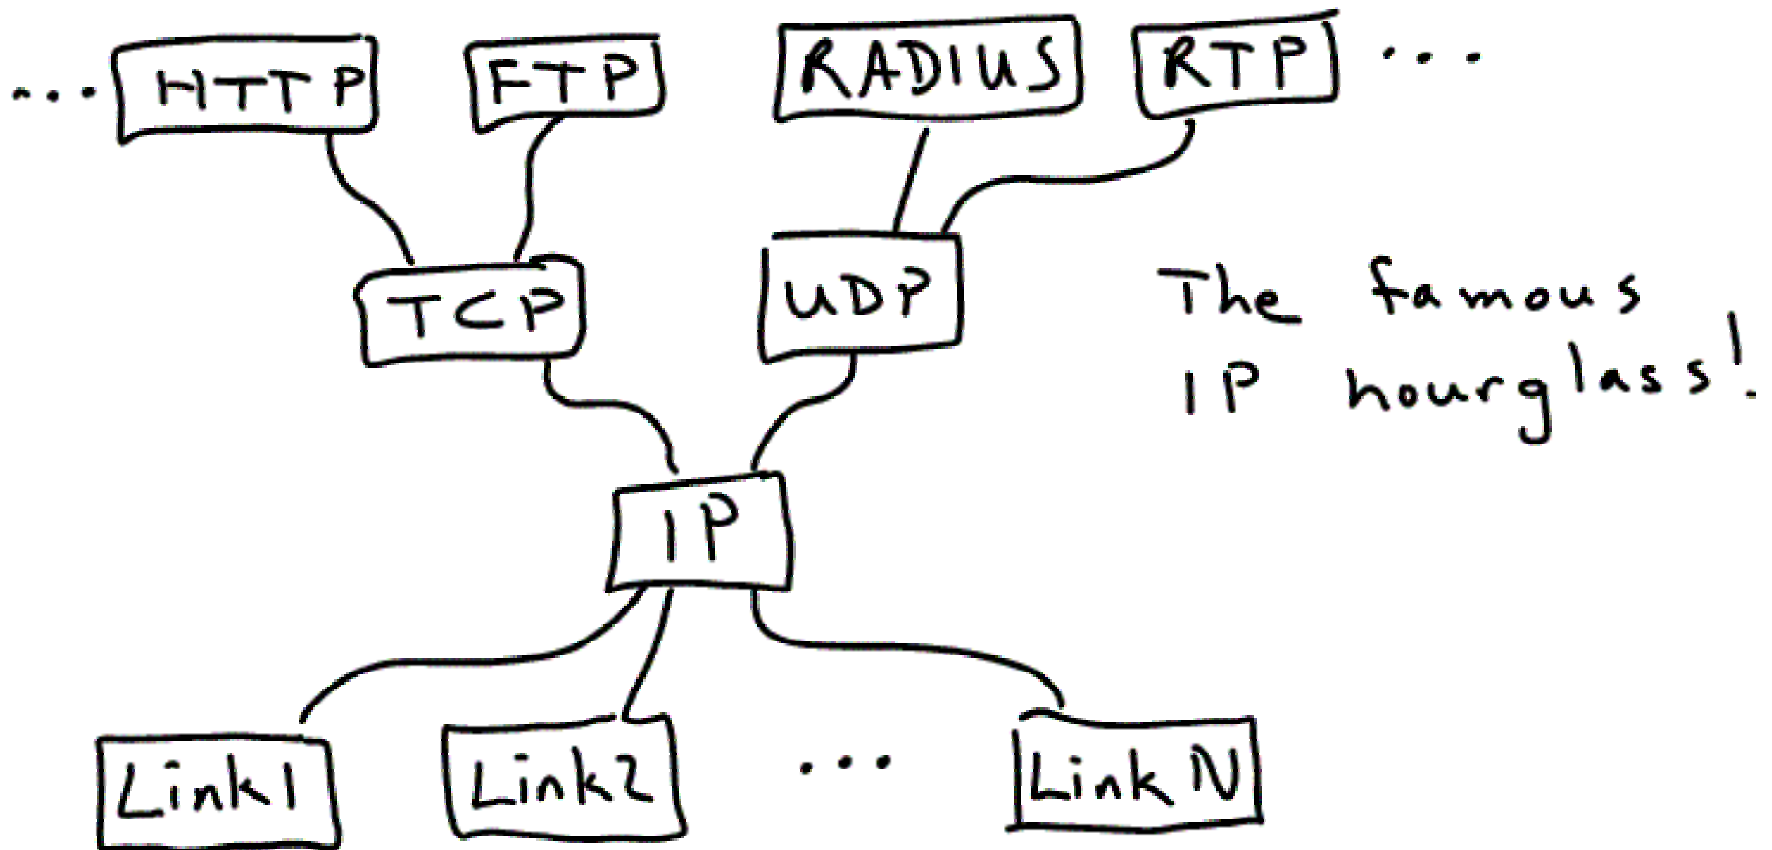 ... HTTP FTP RADIUS RTP ...
TCP UDP
The famous
IP hourglass!
IP
Link1 Link2 ... LinkN